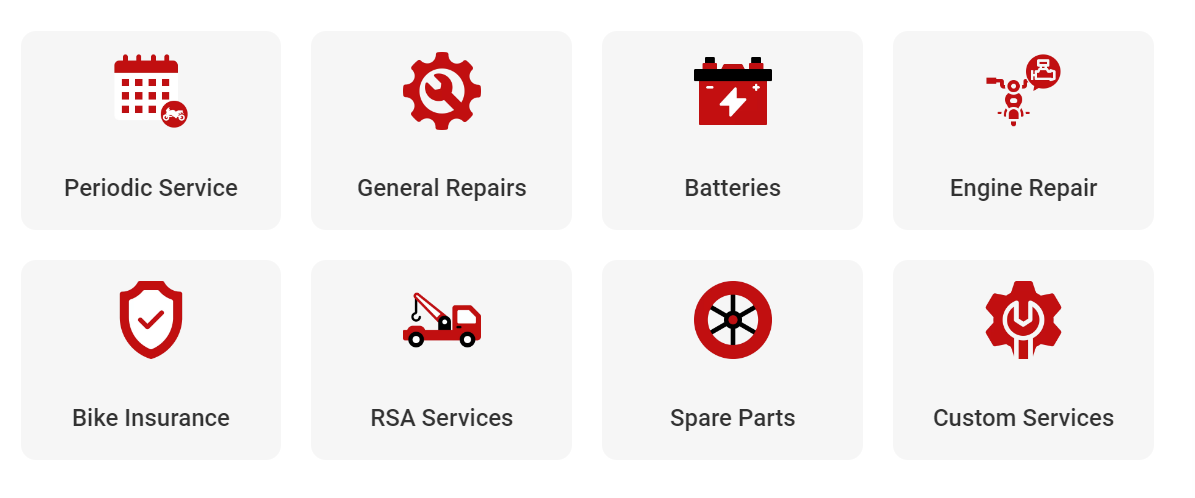 Periodic Service
General Repairs
Batteries
Engine Repair
Bike Insurance
RSA Services
Spare Parts
Custom Services